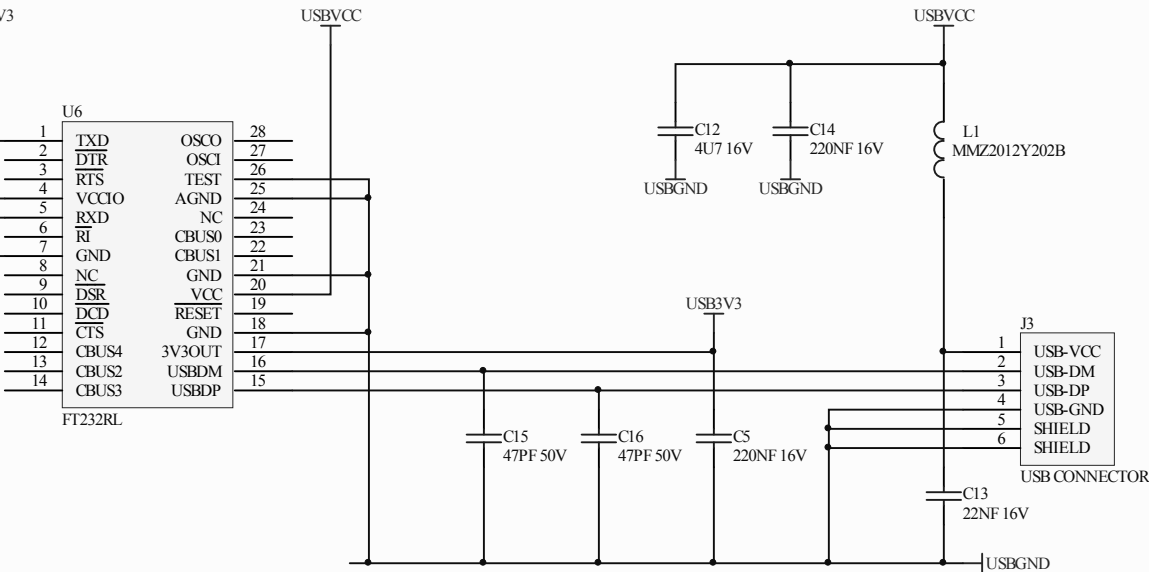 V3
USBVCC
USBVCC
U6
1 TXD OSCO 28
2 DTR OSCI 27
3 RTS TEST 26
4 VCCIO AGND 25
5 RXD NC 24
6 RI CBUS0 23
7 GND CBUS1 22
8 NC GND 21
9 DSR VCC 20
10 DCD RESET 19
11 CTS GND 18
12 CBUS4 3V3OUT 17
13 CBUS2 USBDM 16
14 CBUS3 USBDP 15
FT232RL
C12
4U7 16V
USBGND
C14
220NF 16V
USBGND
L1
MMZ2012Y202B
USB3V3
J3
1 USB-VCC
2 USB-DM
3 USB-DP
4 USB-GND
5 SHIELD
6 SHIELD
USB CONNECTOR
C15
47PF 50V
C16
47PF 50V
C5
220NF 16V
C13
22NF 16V
USBGND